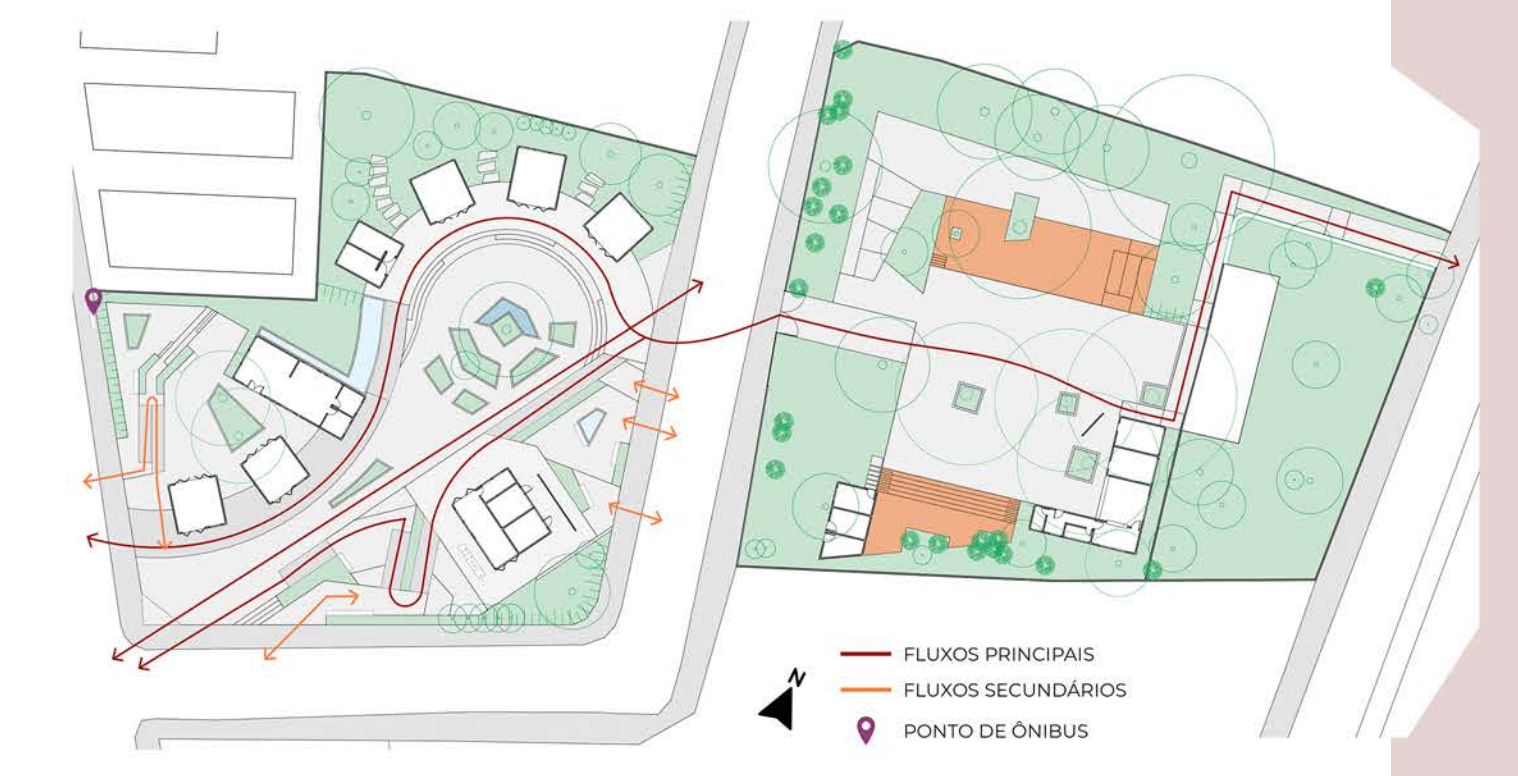 N
FLUXOS PRINCIPAIS
FLUXOS SECUNDÁRIOS
PONTO DE ÔNIBUS